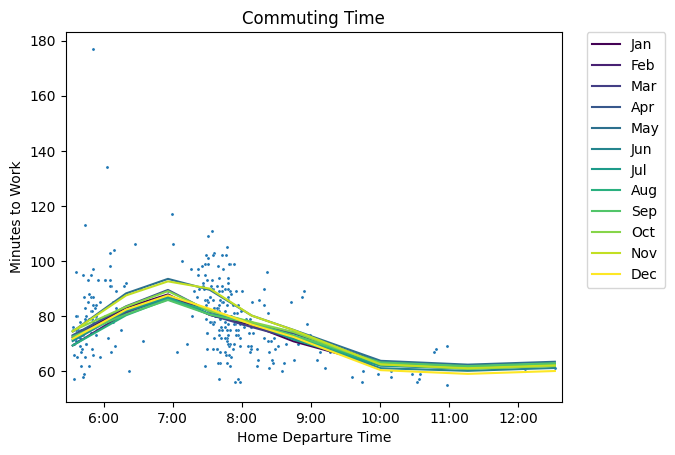 Commuting Time
Minutes to Work
180
160
140
120
100
80
60
6:00 7:00 8:00 9:00 10:00 11:00 12:00
Home Departure Time
Jan
Feb
Mar
Apr
May
Jun
Jul
Aug
Sep
Oct
Nov
Dec